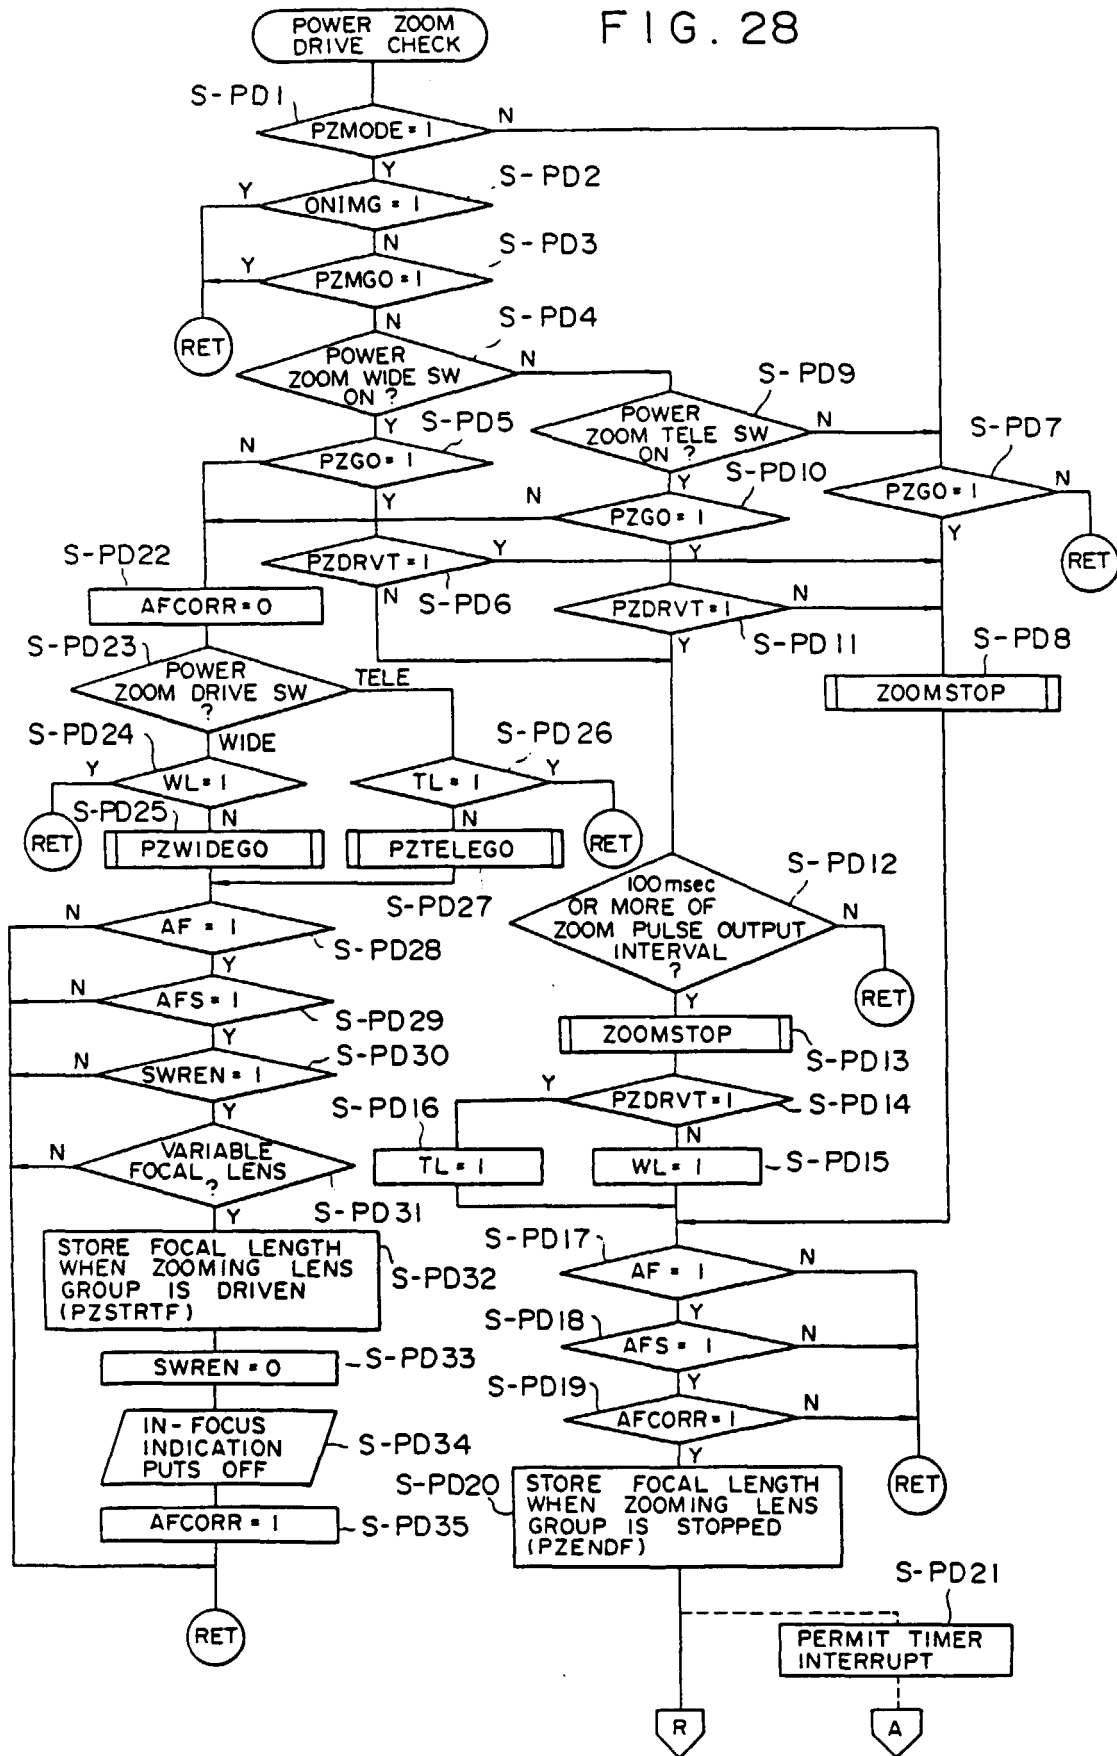 FIG. 28
POWER ZOOM
DRIVE CHECK
S-PD1
PZMODE = 1
N
Y
S-PD2
Y
ONIMG = 1
N
S-PD3
Y
PZMGO = 1
N
RET
S-PD4
POWER
ZOOM WIDE SW
ON ?
N
Y
S-PD9
POWER
ZOOM TELE SW
ON ?
N
Y
S-PD5
N
PZGO = 1
Y
S-PD7
PZGO = 1
N
Y
RET
S-PD10
N
PZGO = 1
Y
PZDRVT = 1
Y
N
S-PD6
S-PD22
AFCORR = 0
PZDRVT = 1
N
Y
S-PD11
S-PD8
ZOOMSTOP
S-PD23
POWER
ZOOM DRIVE SW
?
TELE
WIDE
S-PD24
Y
WL = 1
N
RET
S-PD26
TL = 1
Y
N
RET
S-PD25
PZWIDEGO
PZTELEGO
S-PD27
S-PD12
100msec
OR MORE OF
ZOOM PULSE OUTPUT
INTERVAL
?
N
Y
RET
N
AF = 1
Y
S-PD28
N
AFS = 1
Y
S-PD29
ZOOMSTOP
S-PD13
N
SWREN = 1
Y
S-PD30
Y
PZDRVT = 1
N
S-PD14
S-PD16
TL = 1
WL = 1
S-PD15
N
VARIABLE
FOCAL LENS
?
Y
S-PD31
STORE FOCAL LENGTH
WHEN ZOOMING LENS
GROUP IS DRIVEN
(PZSTRTF)
S-PD32
S-PD17
AF = 1
N
Y
S-PD18
AFS = 1
N
Y
SWREN = 0
S-PD33
S-PD19
AFCORR = 1
N
Y
RET
IN-FOCUS
INDICATION
PUTS OFF
S-PD34
S-PD20
STORE FOCAL LENGTH
WHEN ZOOMING LENS
GROUP IS STOPPED
(PZENDF)
AFCORR = 1
S-PD35
RET
S-PD21
PERMIT TIMER
INTERRUPT
R
A